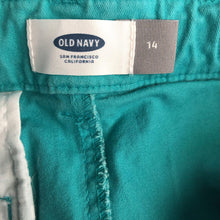 OLD NAVY
SAN FRANCISCO
CALIFORNIA
14